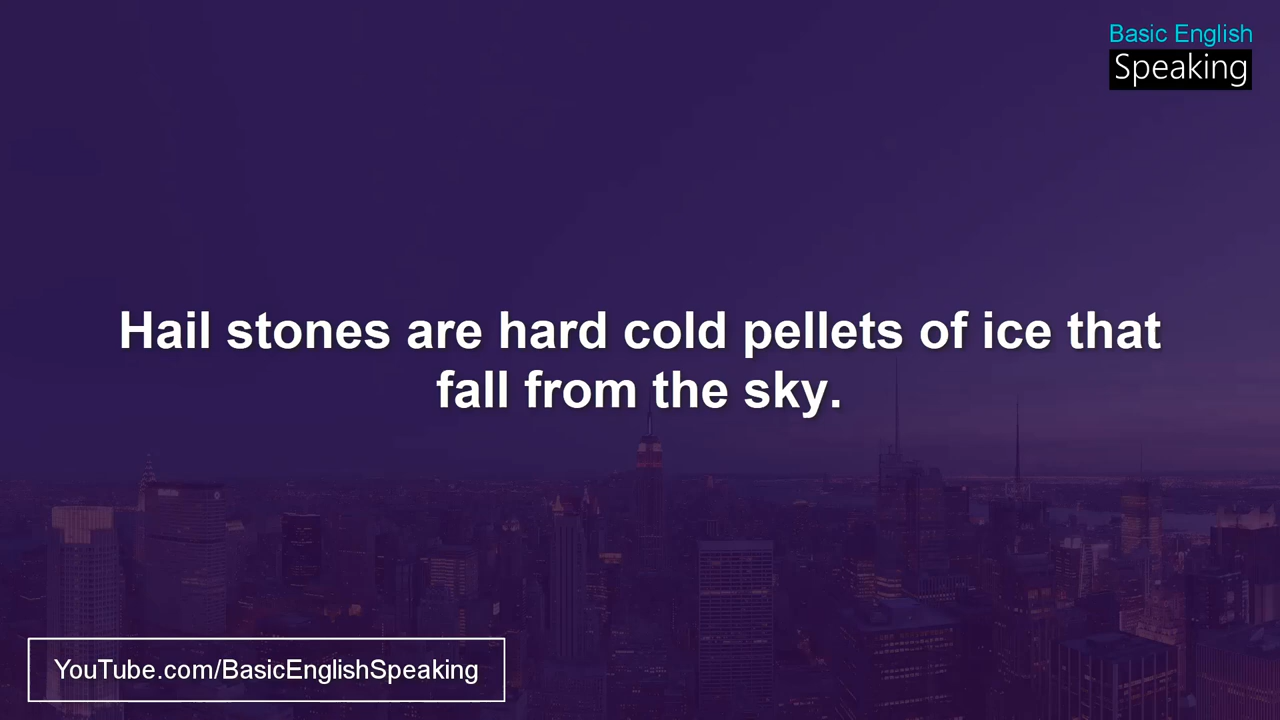 Basic English
Speaking
Hail stones are hard cold pellets of ice that
fall from the sky.
YouTube.com/BasicEnglishSpeaking